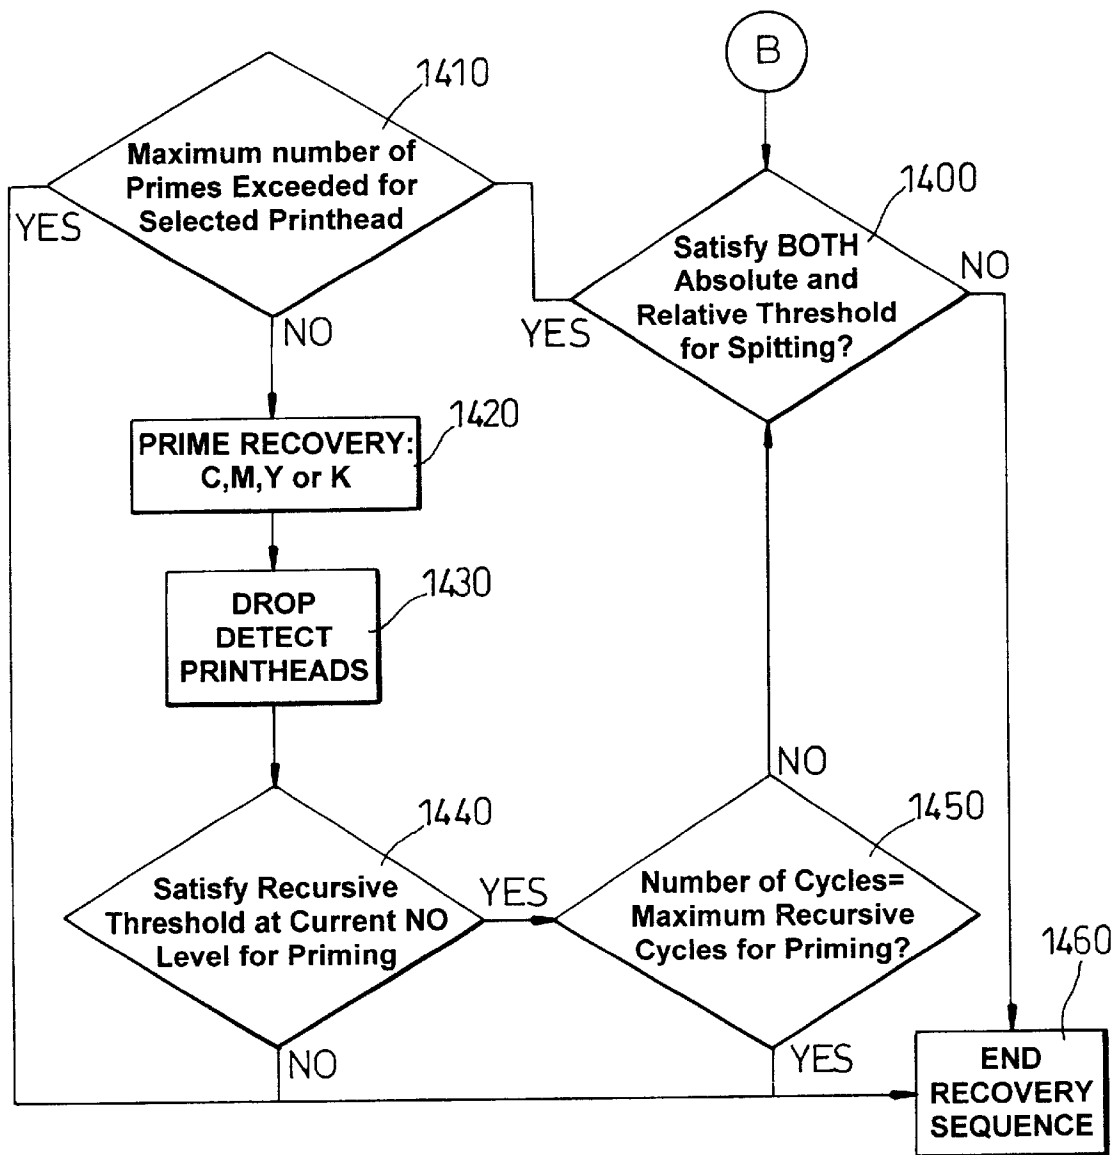 B
1410
Maximum number of
Primes Exceeded for
Selected Printhead
YES
NO
1400
Satisfy BOTH
Absolute and
Relative Threshold
for Spitting?
YES
NO
1420
PRIME RECOVERY:
C,M,Y or K
1430
DROP
DETECT
PRINTHEADS
1440
Satisfy Recursive
Threshold at Current NO
Level for Priming
YES
NO
1450
Number of Cycles=
Maximum Recursive
Cycles for Priming?
NO
YES
1460
END
RECOVERY
SEQUENCE